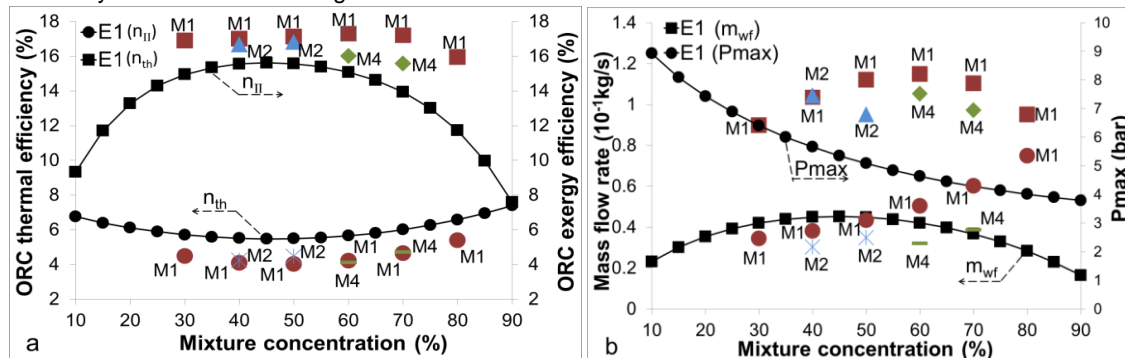 E1 (nII)
E1 (nth)
M1 M1 M1 M1 M1 M1
M2 M2 M4 M4
nII
nth
M1 M1 M2 M1 M2 M1 M4 M1 M4 M1
18 16 14 12 10 8 6 4 2
ORC thermal efficiency (%)
18 16 14 12 10 8 6 4 2
ORC exergy efficiency (%)
10 20 30 40 50 60 70 80 90
Mixture concentration (%)
a
E1 (mwf)
E1 (Pmax)
M1 M2 M1 M1 M1 M1 M1
M2 M4 M4
M1
Pmax
M1 M1 M1 M1 M1 M4
M2 M2 M4
mwf
1.4 1.2 1 0.8 0.6 0.4 0.2 0
Mass flow rate (10-1kg/s)
10 9 8 7 6 5 4 3 2 1 0
Pmax (bar)
10 20 30 40 50 60 70 80 90
Mixture concentration (%)
b